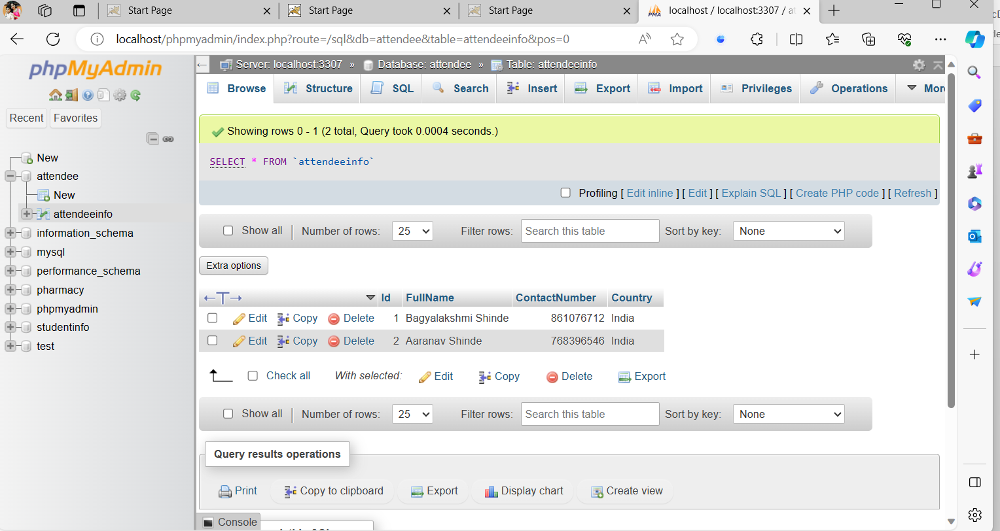 Start Page
Start Page
Start Page
PMA
localhost / localhost:3307 / at
localhost/phpmyadmin/index.php?route=/sql&db=attendee&table=attendeeinfo&pos=0
phpMyAdmin
Recent
Favorites
New
attendee
New
attendeeinfo
information_schema
mysql
performance_schema
pharmacy
phpmyadmin
studentinfo
test
Server: localhost:3307 » Database: attendee » Table: attendeeinfo
Browse Structure SQL Search Insert Export Import Privileges Operations More
Showing rows 0 - 1 (2 total, Query took 0.0004 seconds.)
SELECT * FROM `attendeeinfo`
Profiling [ Edit inline ] [ Edit ] [ Explain SQL ] [ Create PHP code ] [ Refresh ]
Show all Number of rows: 25 Filter rows: Search this table Sort by key: None
Extra options
Id FullName ContactNumber Country
Edit Copy Delete 1 Bagyalakshmi Shinde 861076712 India
Edit Copy Delete 2 Aaranav Shinde 768396546 India
Check all With selected: Edit Copy Delete Export
Show all Number of rows: 25 Filter rows: Search this table Sort by key: None
Query results operations
Print Copy to clipboard Export Display chart Create view
Console